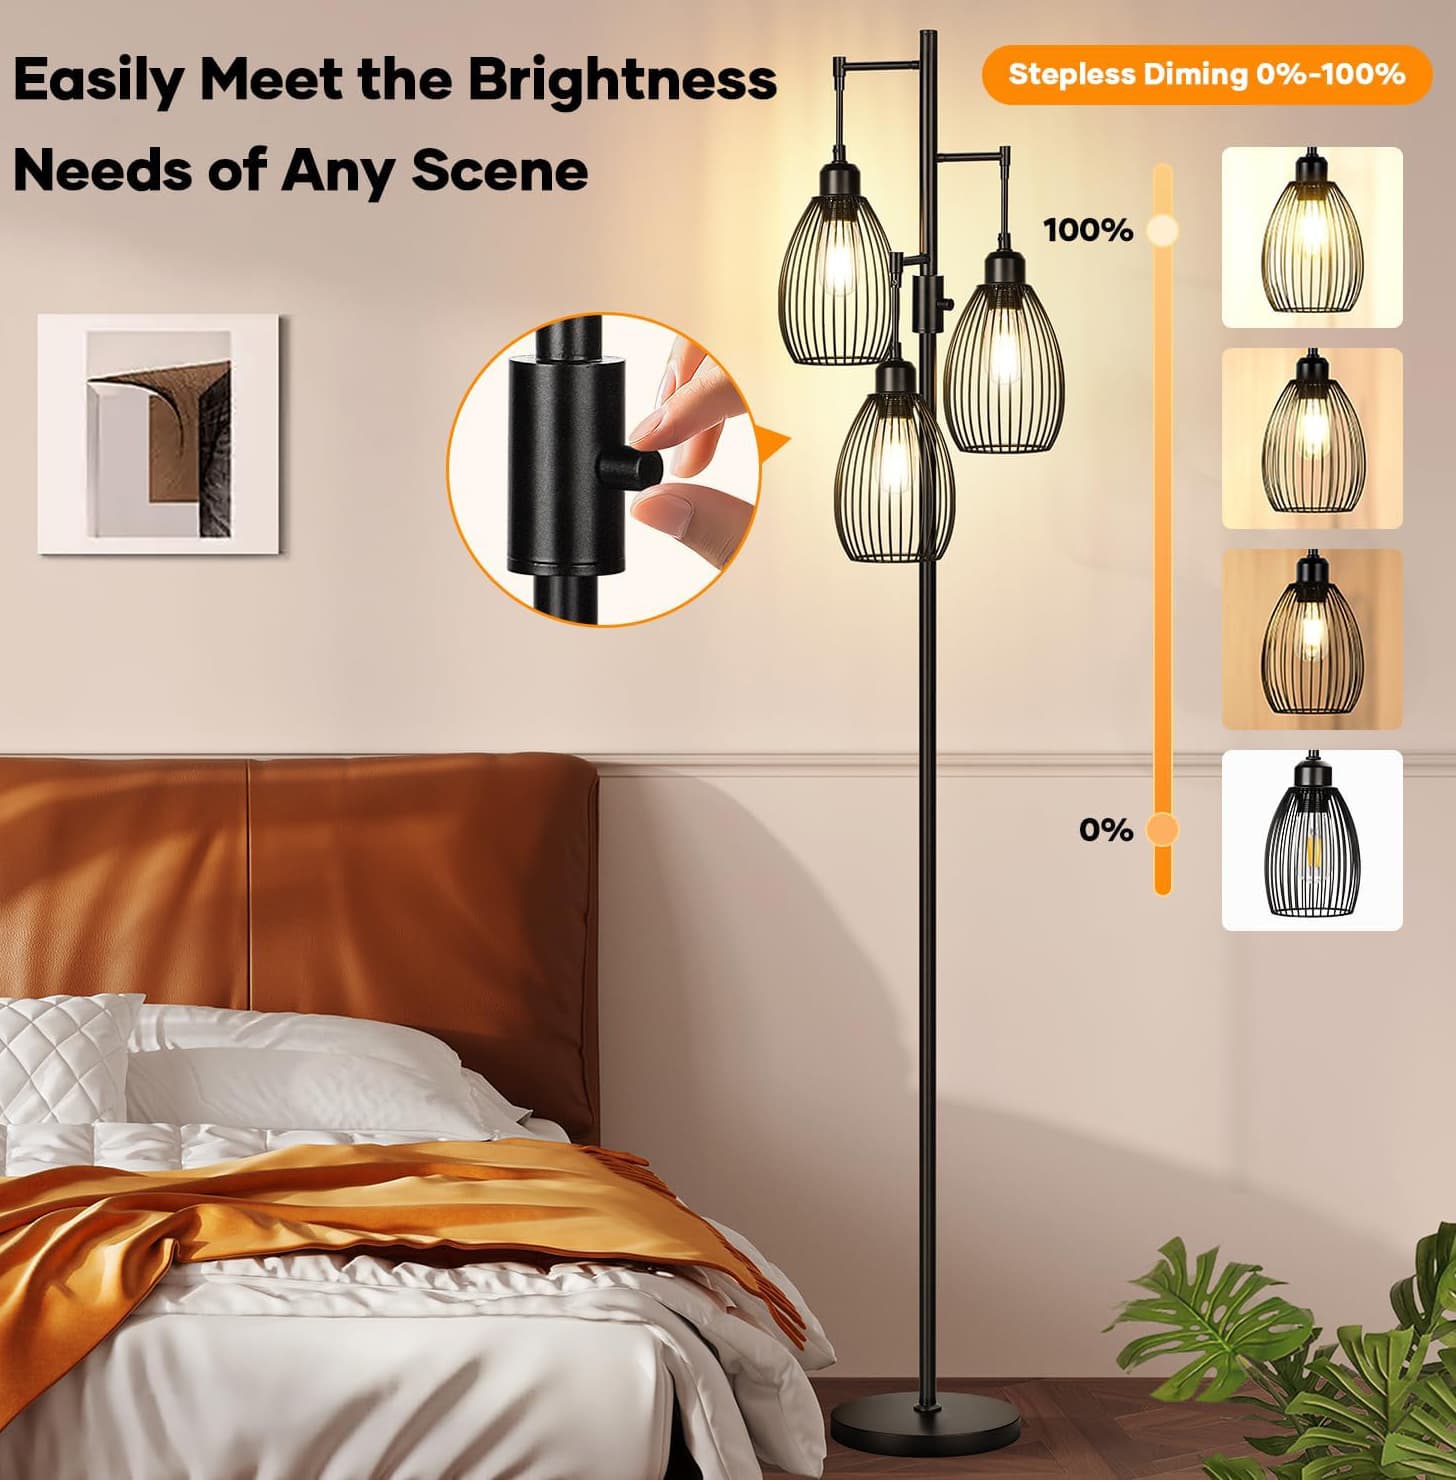 Easily Meet the Brightness
Needs of Any Scene
Stepless Diming 0%-100%
100%
0%